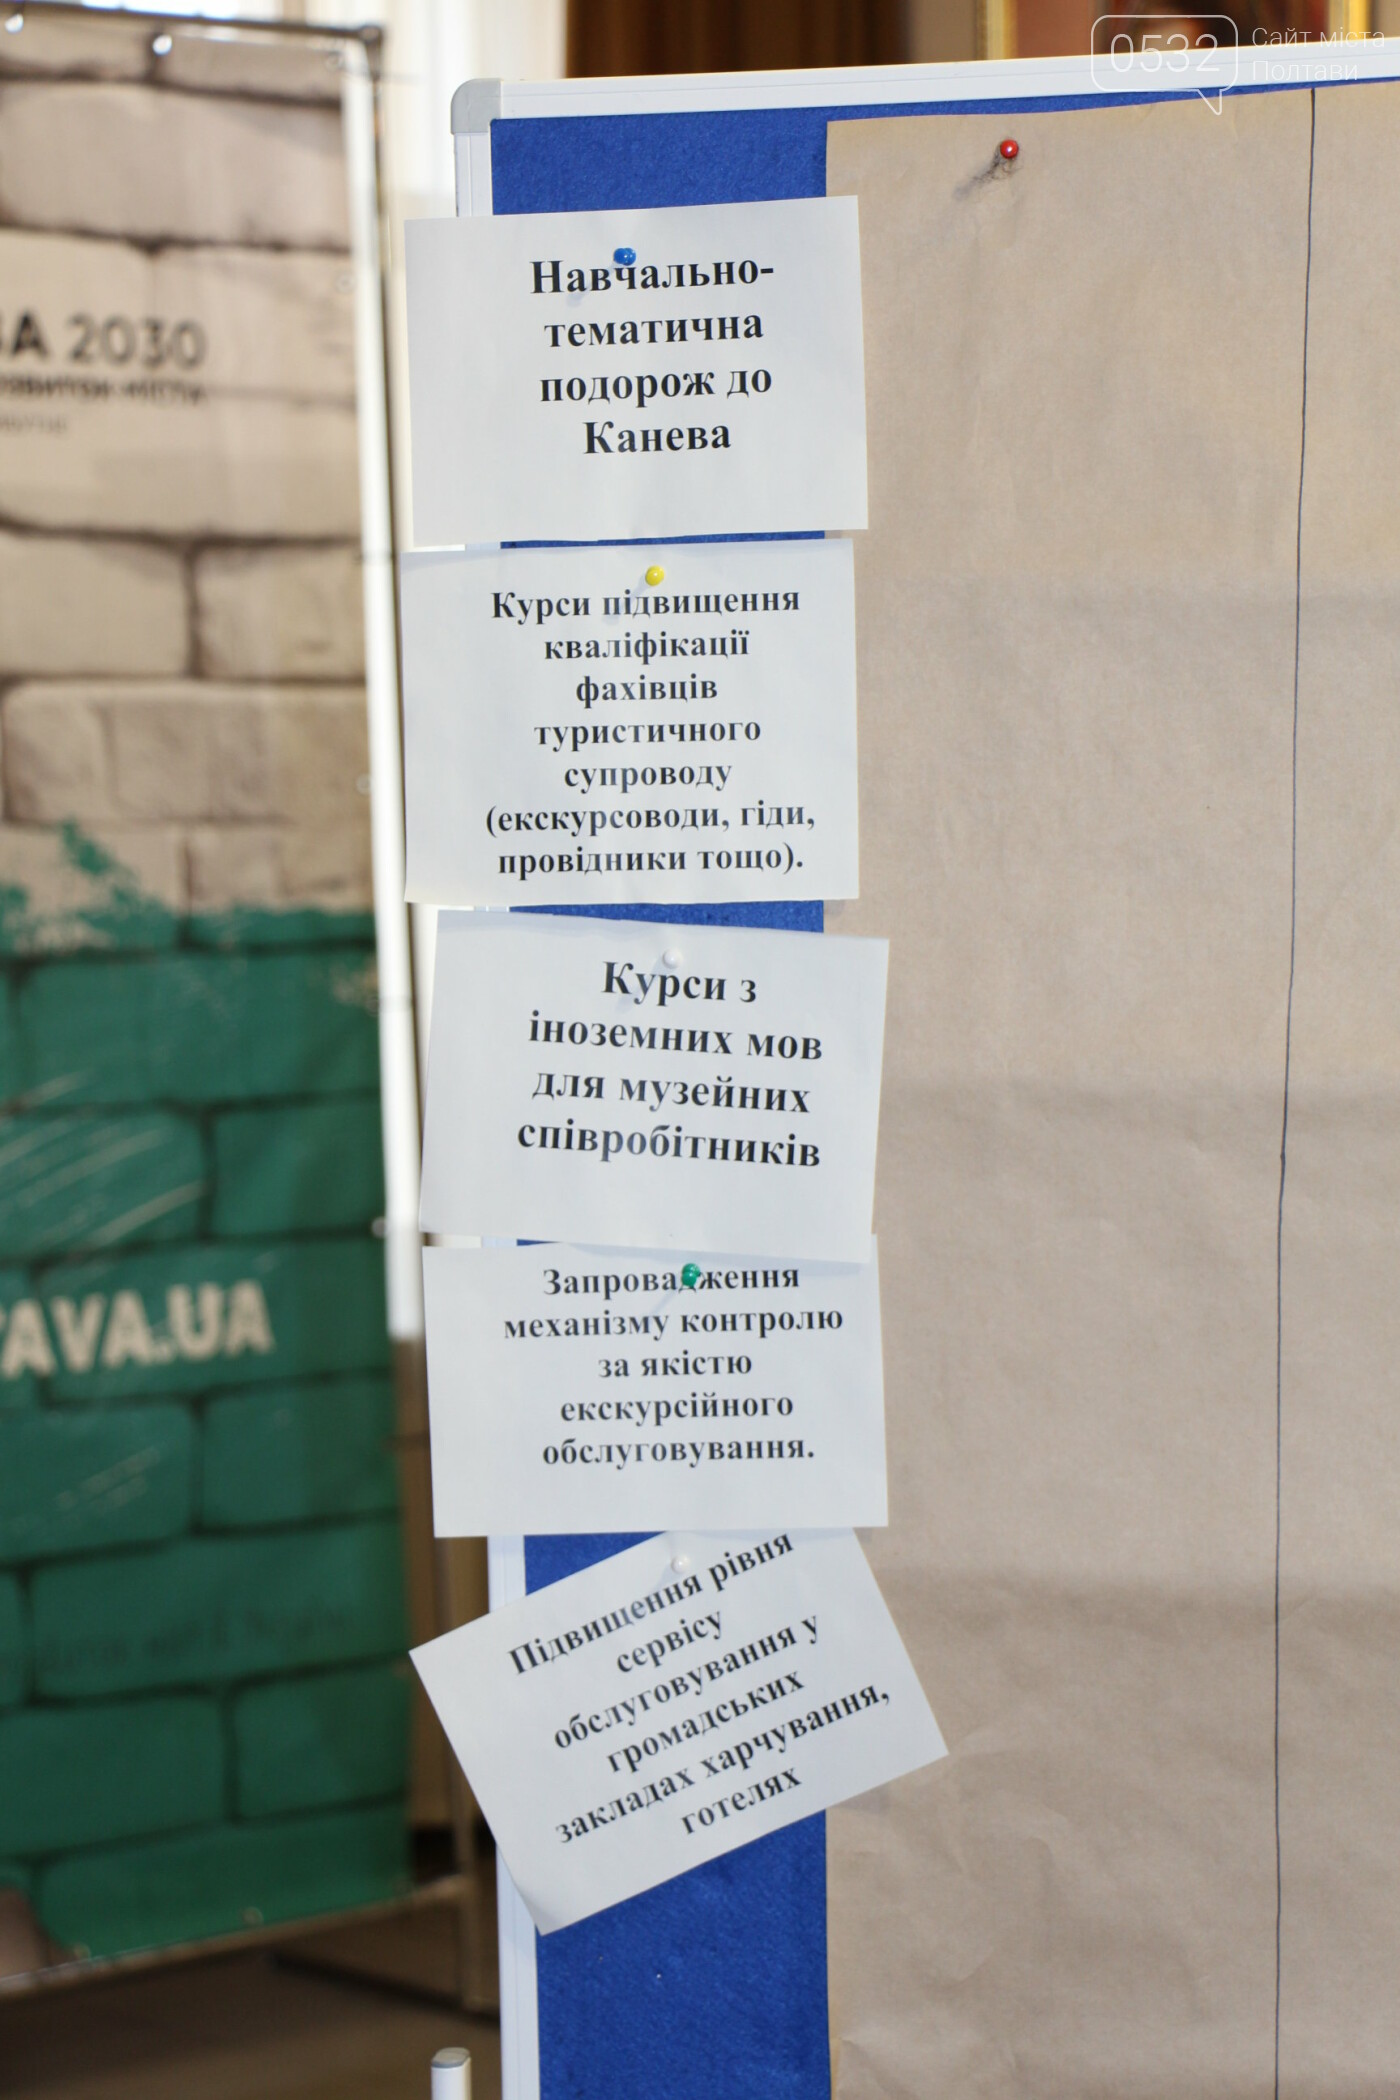 0532
Сайт міста
Полтави
Навчально-
тематична
подорож до
Канева
Курси підвищення
кваліфікації
фахівців
туристичного
супроводу
(екскурсоводи, гіди,
провідники тощо).
Курси з
іноземних мов
для музейних
співробітників
Запровадження
механізму контролю
за якістю
екскурсійного
обслуговування.
Підвищення рівня
сервісу
обслуговування у
громадських
закладах харчування,
готелях
ВА 2030
TAVA.UA